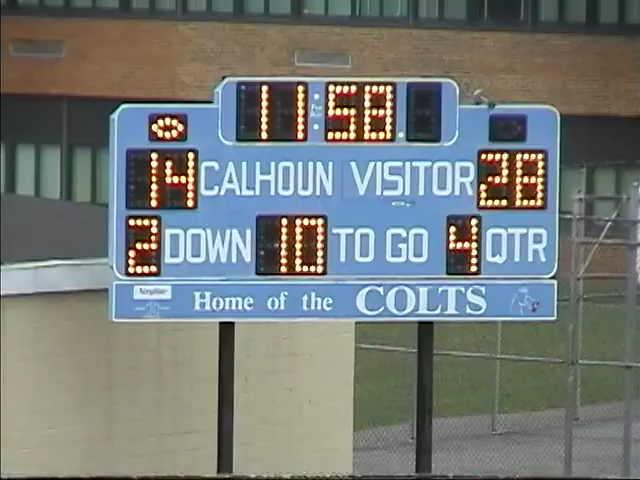 11:58
14 CALHOUN VISITOR 28
2 DOWN 10 TO GO 4 QTR
Home of the COLTS